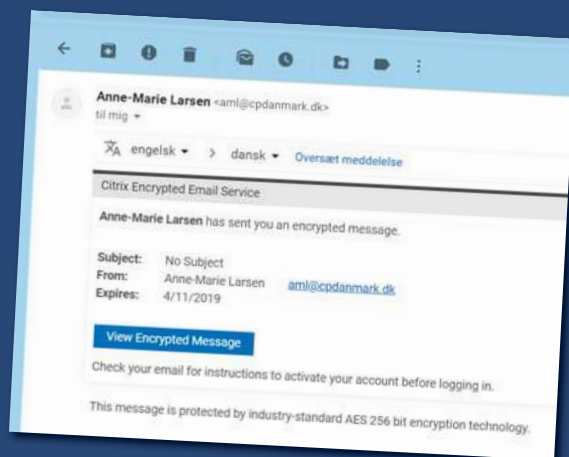 Anne-Marie Larsen <aml@cpdanmark.dk>
til mig
engelsk > dansk Oversæt meddelelse
Citrix Encrypted Email Service
Anne-Marie Larsen has sent you an encrypted message.
Subject: No Subject
From: Anne-Marie Larsen aml@cpdanmark.dk
Expires: 4/11/2019
View Encrypted Message
Check your email for instructions to activate your account before logging in.
This message is protected by industry-standard AES 256 bit encryption technology.